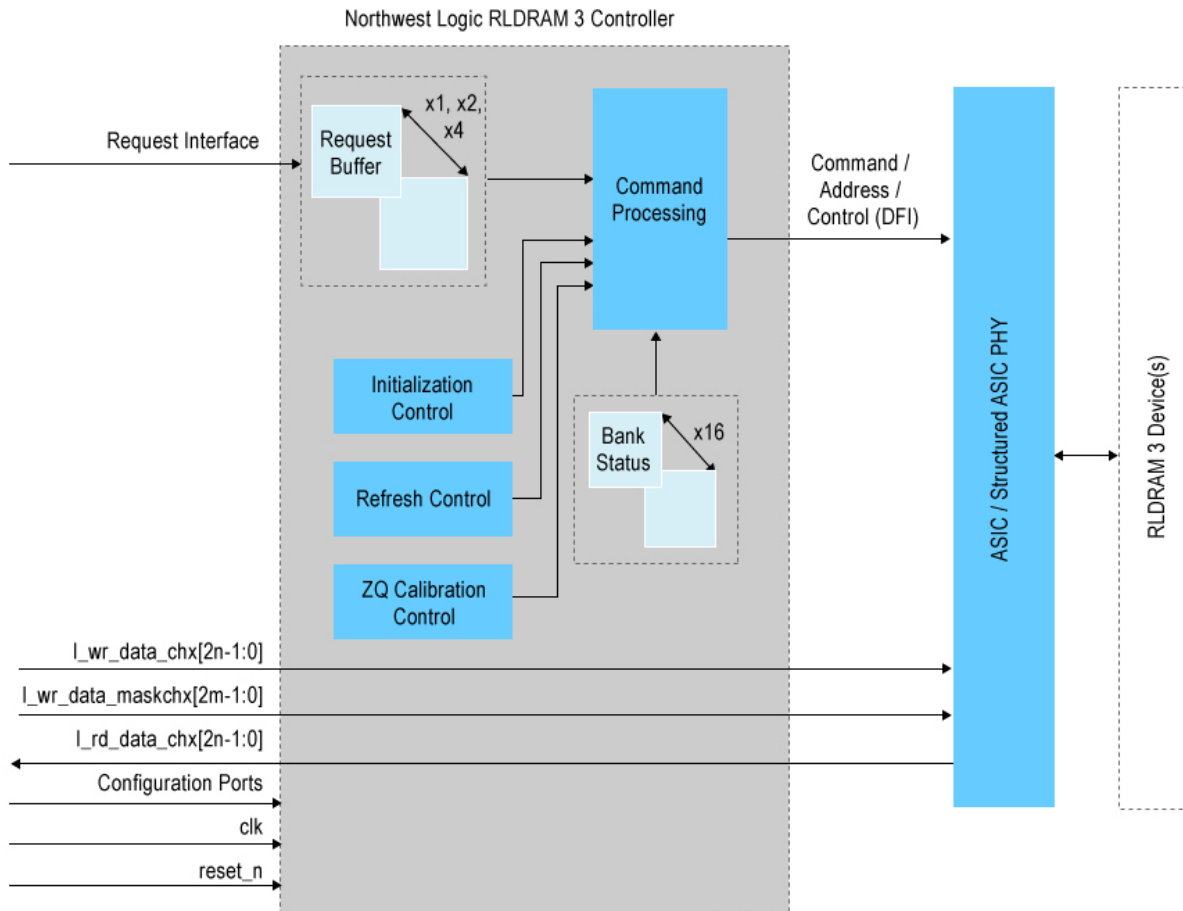 Northwest Logic RLDRAM 3 Controller
x1, x2,
x4
Request Interface
Request
Buffer
Command
Processing
Command /
Address /
Control (DFI)
Initialization
Control
Bank
Status
x16
Refresh Control
ZQ Calibration
Control
ASIC / Structured ASIC PHY
RLDRAM 3 Device(s)
l_wr_data_chx[2n-1:0]
l_wr_data_maskchx[2m-1:0]
l_rd_data_chx[2n-1:0]
Configuration Ports
clk
reset_n